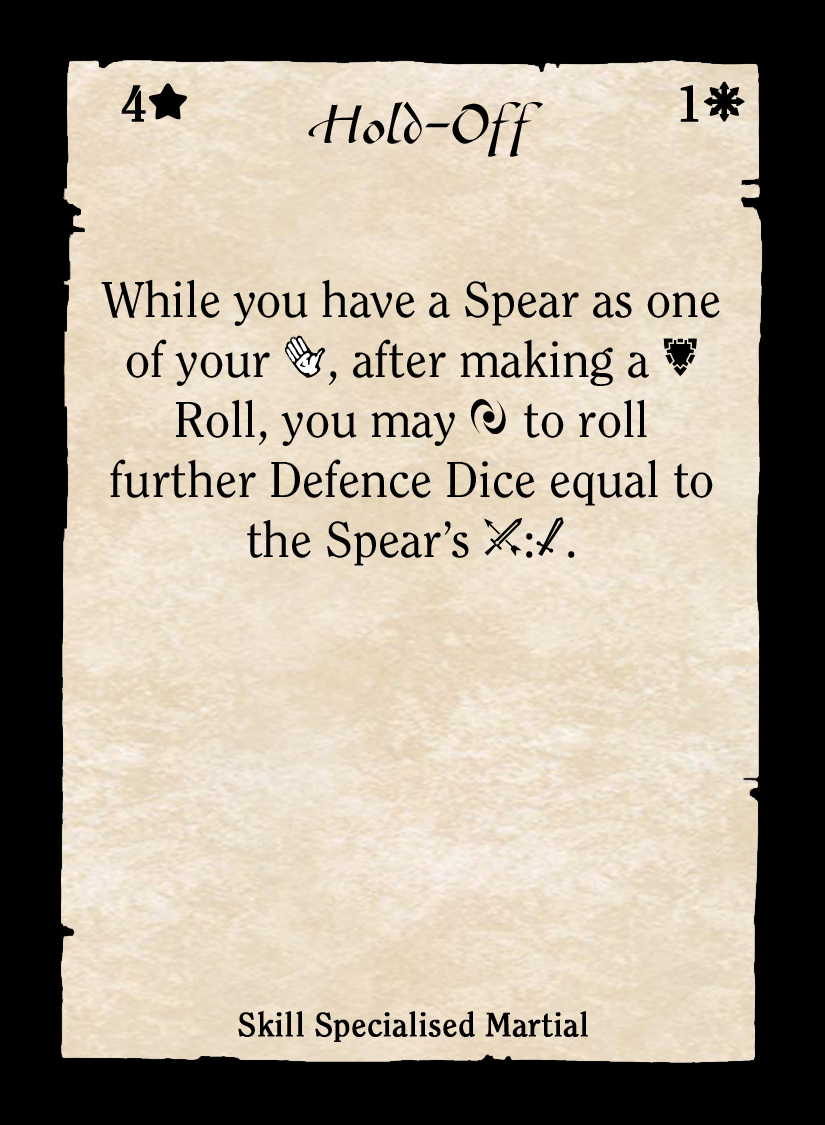 4★ Hold-Off 1
While you have a Spear as one
of your , after making a
Roll, you may to roll
further Defence Dice equal to
the Spear’s : .
Skill Specialised Martial